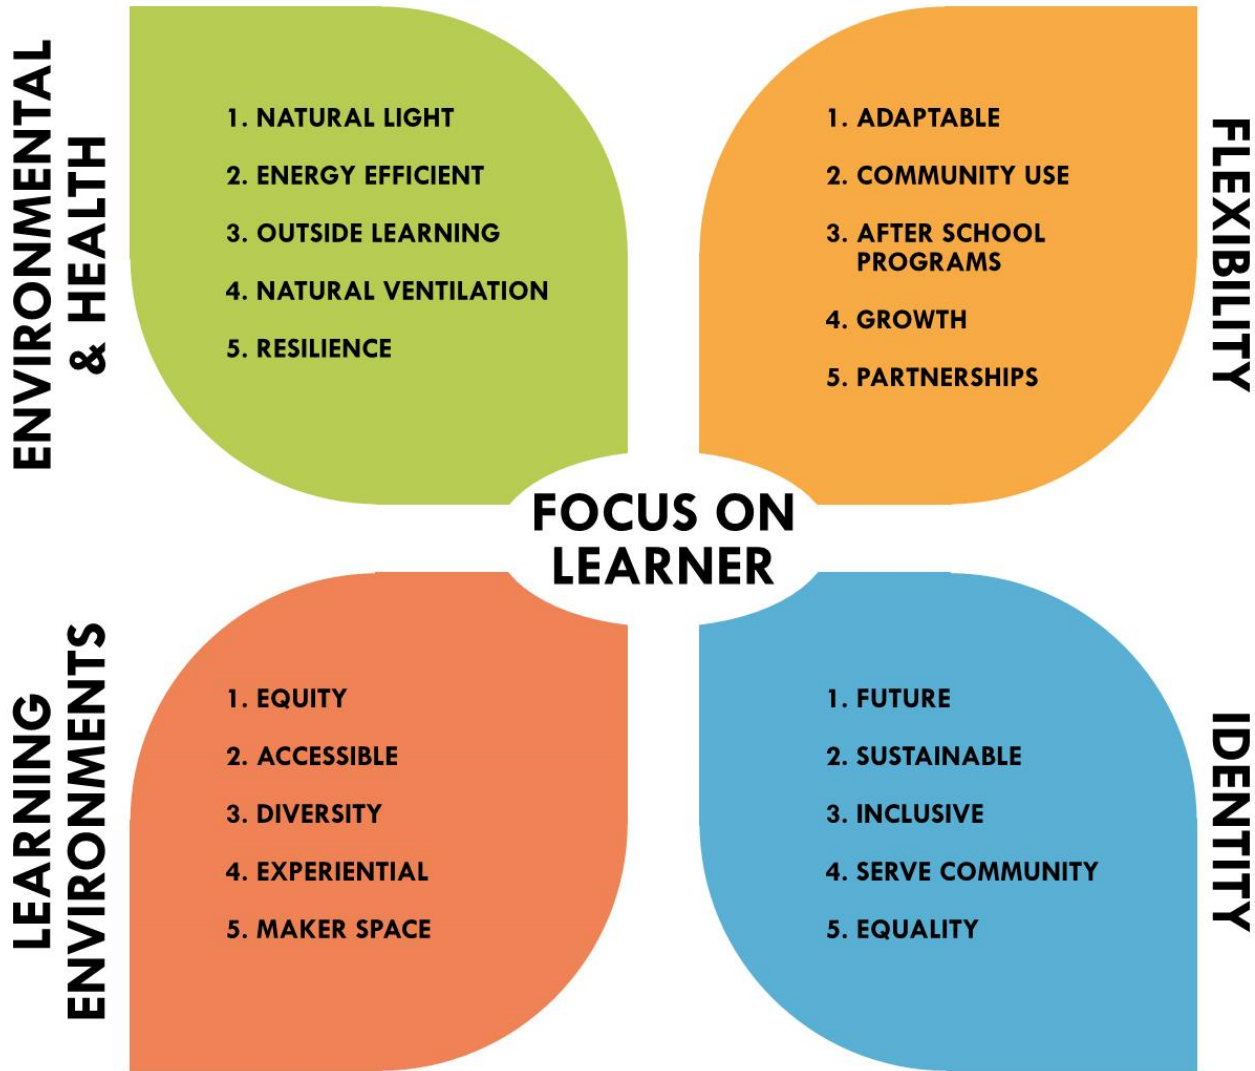 ENVIRONMENTAL
& HEALTH
1. NATURAL LIGHT
2. ENERGY EFFICIENT
3. OUTSIDE LEARNING
4. NATURAL VENTILATION
5. RESILIENCE
FLEXIBILITY
1. ADAPTABLE
2. COMMUNITY USE
3. AFTER SCHOOL
PROGRAMS
4. GROWTH
5. PARTNERSHIPS
FOCUS ON
LEARNER
LEARNING
ENVIRONMENTS
1. EQUITY
2. ACCESSIBLE
3. DIVERSITY
4. EXPERIENTIAL
5. MAKER SPACE
IDENTITY
1. FUTURE
2. SUSTAINABLE
3. INCLUSIVE
4. SERVE COMMUNITY
5. EQUALITY